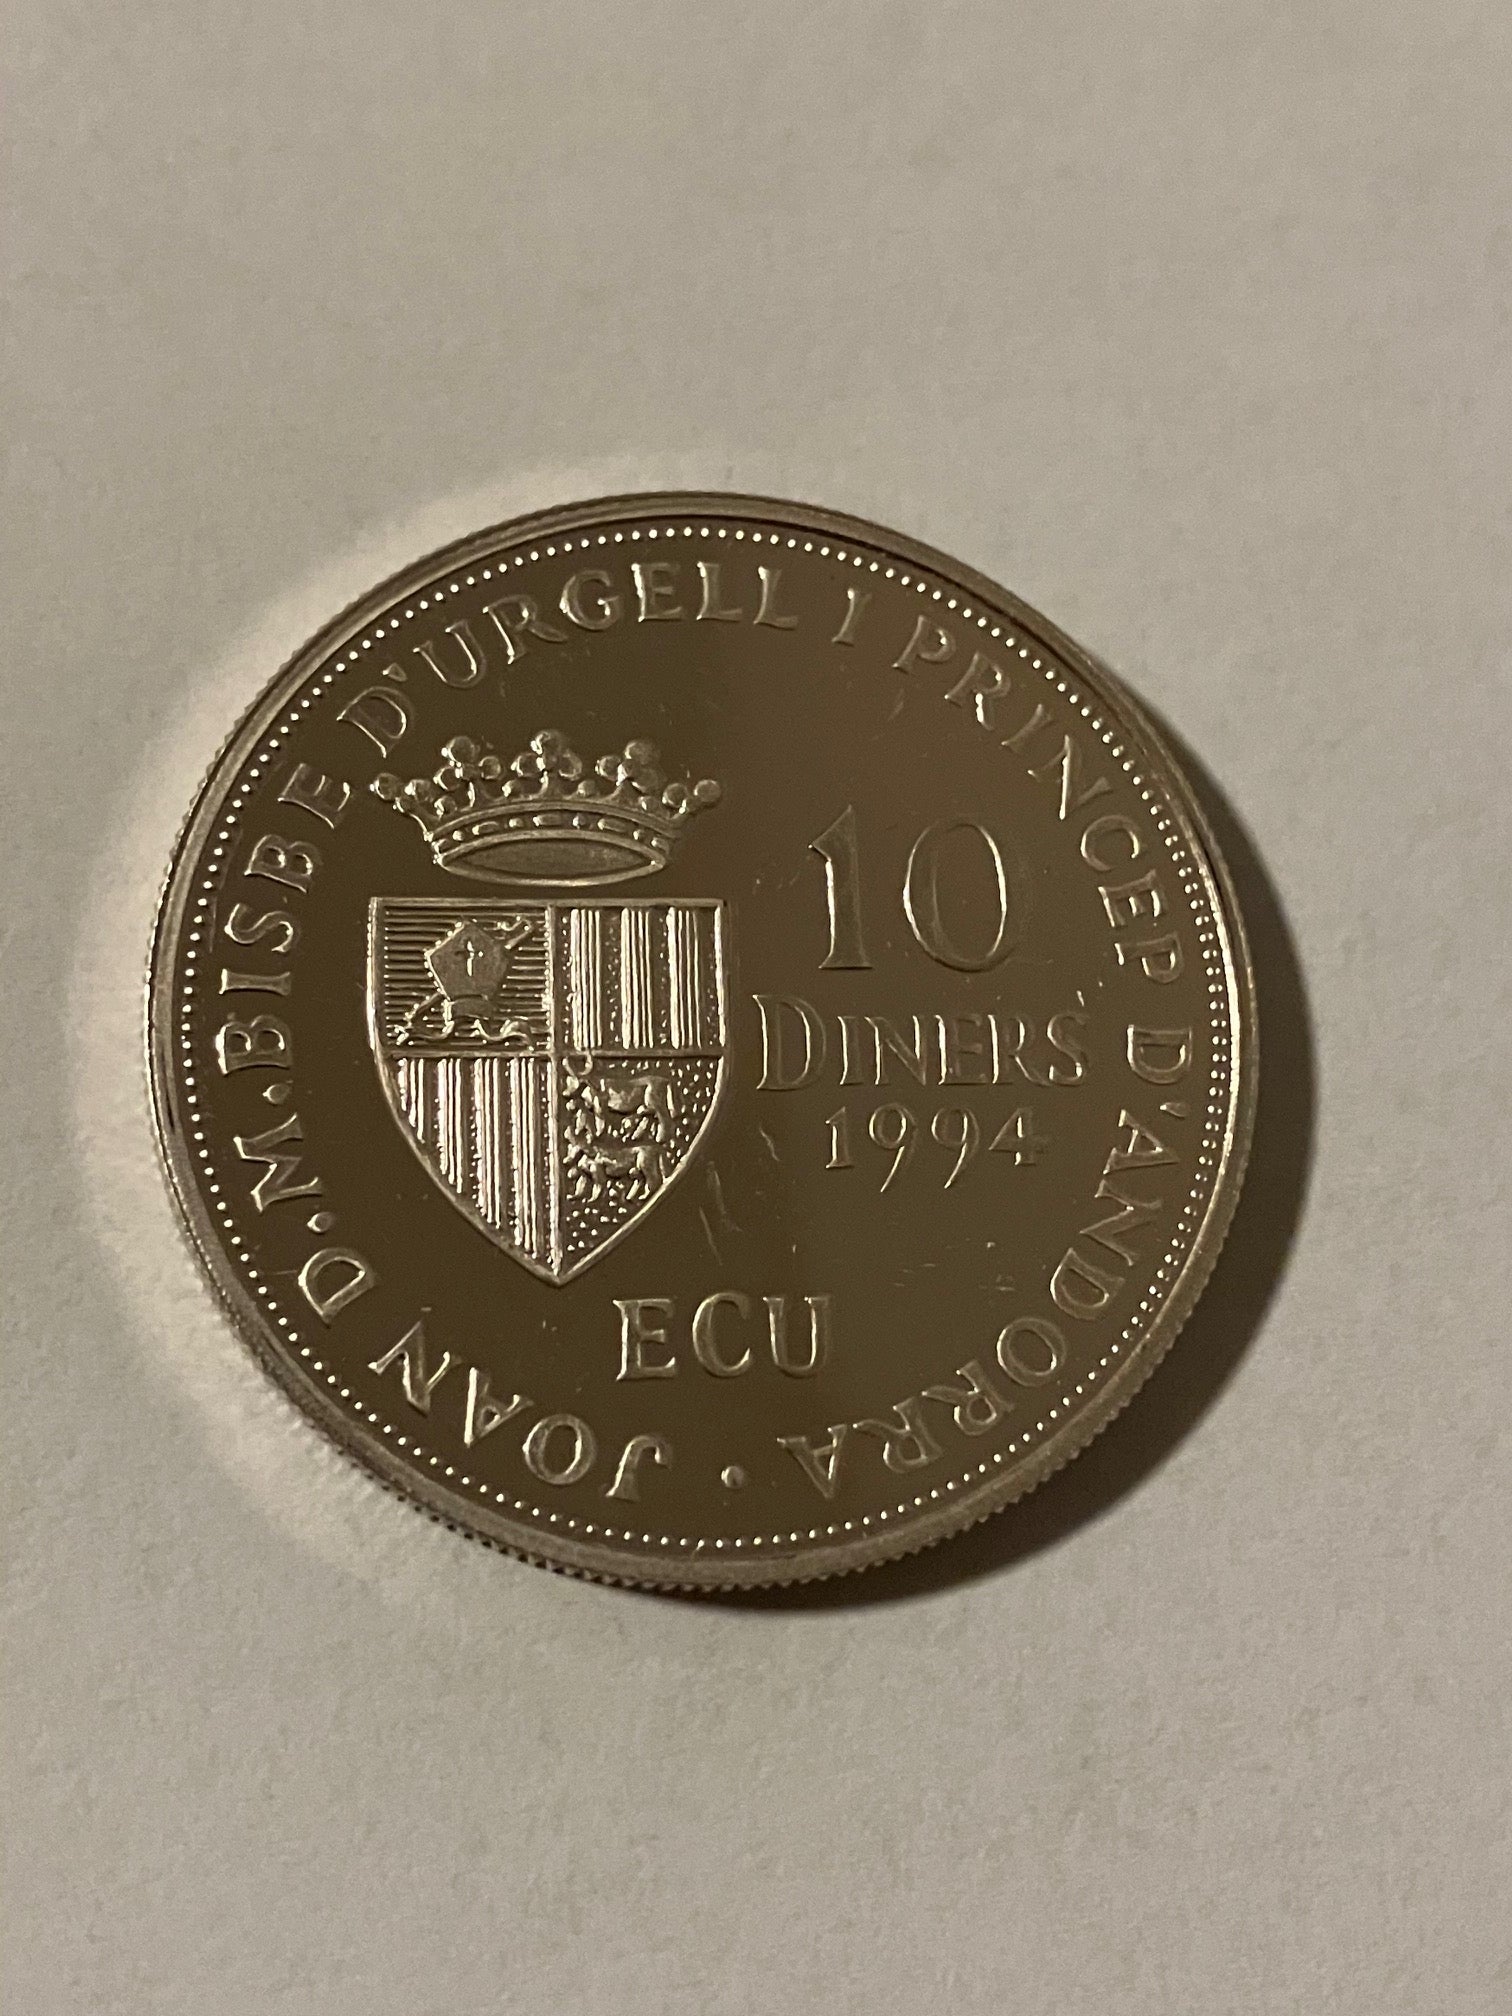 JOAN D.M.BISBE D'URGELL I PRINCEP D'ANDORRA •
10
DINERS
1994
ECU